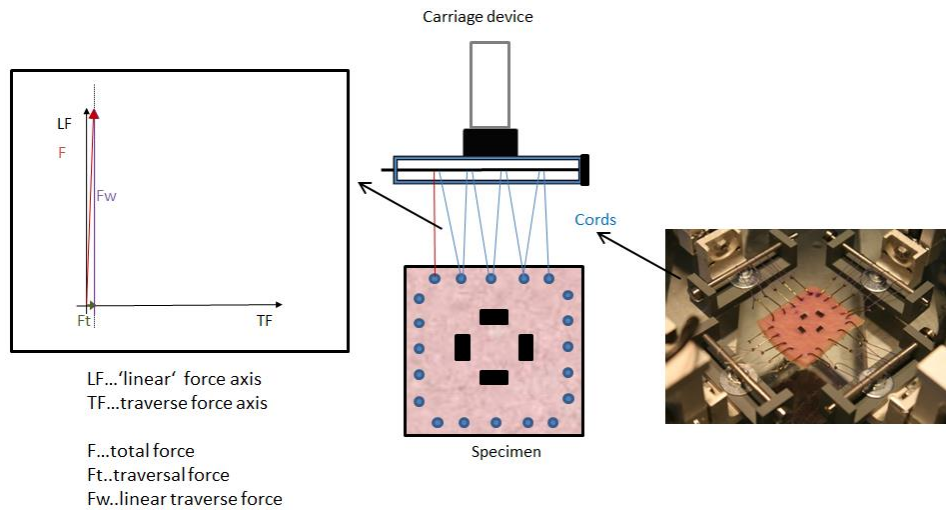 Carriage device
LF
F
Fw
Ft
TF
Cords
Specimen
LF...‘linear‘ force axis
TF...traverse force axis
F...total force
Ft..traversal force
Fw..linear traverse force